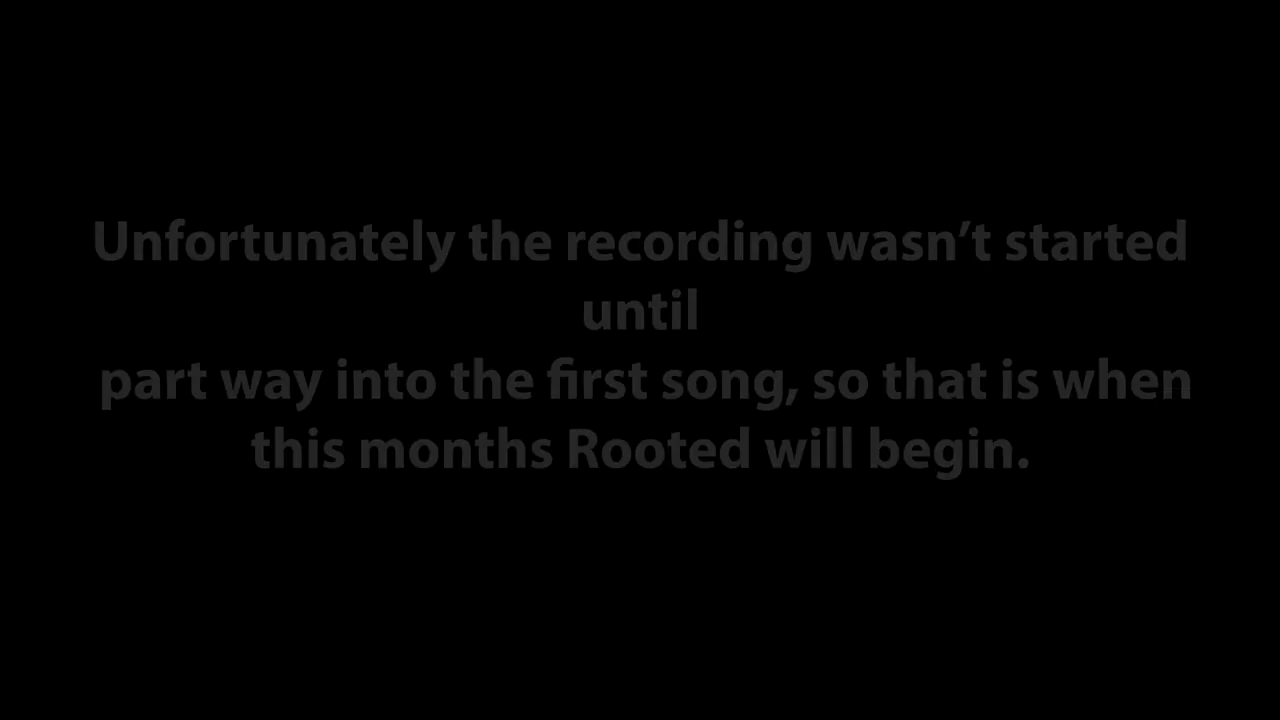 Unfortunately the recording wasn’t started
until
part way into the first song, so that is when
this months Rooted will begin.